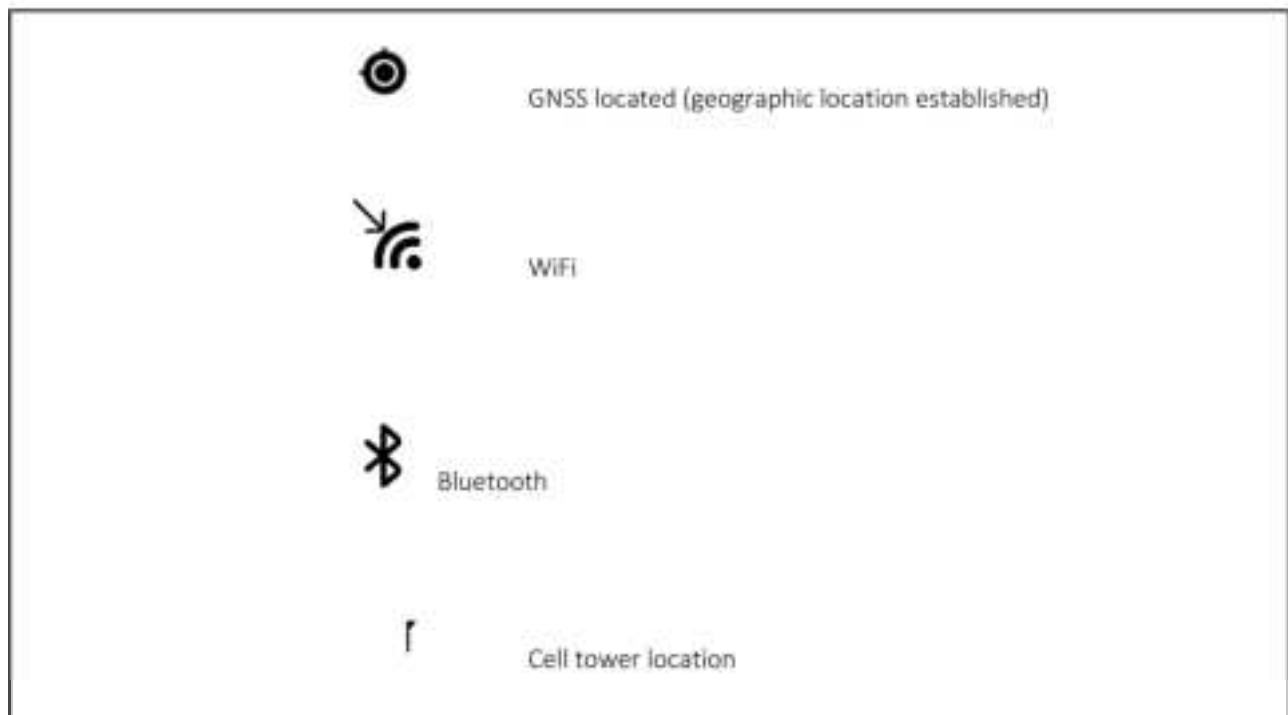 GNSS located (geographic location established)
WiFi
Bluetooth
Cell tower location